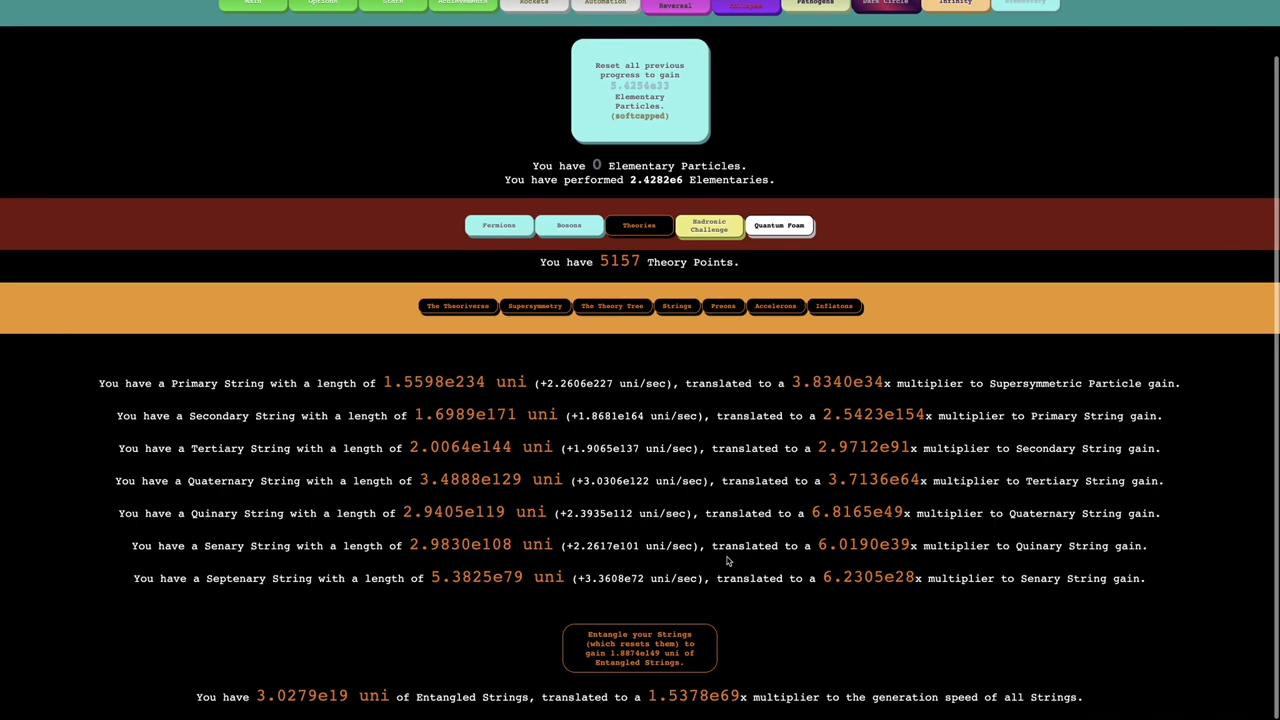 Main Options Stats Achievements Rockets Automation Reversal Collapse Pathogens Dark Circle Infinity Elementary
Reset all previous
progress to gain
5.4254e33
Elementary
Particles.
(softcapped)
You have 0 Elementary Particles.
You have performed 2.4282e6 Elementaries.
Fermions Bosons Theories Hadronic Challenge Quantum Foam
You have 5157 Theory Points.
The Theoriverse Supersymmetry The Theory Tree Strings Preons Accelerons Inflatons
You have a Primary String with a length of 1.5598e234 uni (+2.2606e227 uni/sec), translated to a 3.8340e34x multiplier to Supersymmetric Particle gain.
You have a Secondary String with a length of 1.6989e171 uni (+1.8681e164 uni/sec), translated to a 2.5423e154x multiplier to Primary String gain.
You have a Tertiary String with a length of 2.0064e144 uni (+1.9065e137 uni/sec), translated to a 2.9712e91x multiplier to Secondary String gain.
You have a Quaternary String with a length of 3.4888e129 uni (+3.0306e122 uni/sec), translated to a 3.7136e64x multiplier to Tertiary String gain.
You have a Quinary String with a length of 2.9405e119 uni (+2.3935e112 uni/sec), translated to a 6.8165e49x multiplier to Quaternary String gain.
You have a Senary String with a length of 2.9830e108 uni (+2.2617e101 uni/sec), translated to a 6.0190e39x multiplier to Quinary String gain.
You have a Septenary String with a length of 5.3825e79 uni (+3.3608e72 uni/sec), translated to a 6.2305e28x multiplier to Senary String gain.
Entangle your Strings
(which resets them) to
gain 1.8874e149 uni of
Entangled Strings.
You have 3.0279e19 uni of Entangled Strings, translated to a 1.5378e69x multiplier to the generation speed of all Strings.